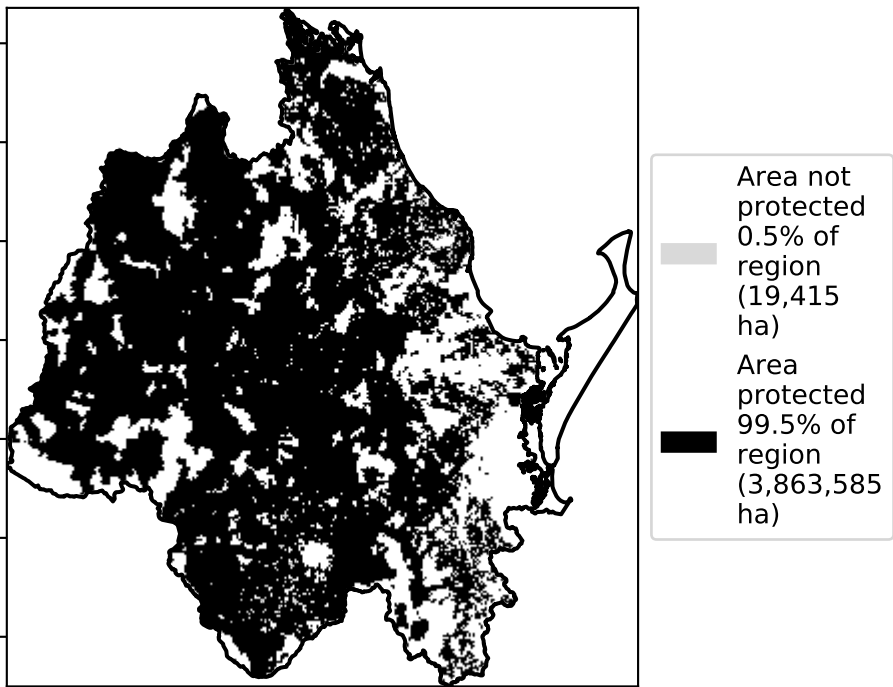 Area not
protected
0.5% of
region
(19,415
ha)
Area
protected
99.5% of
region
(3,863,585
ha)